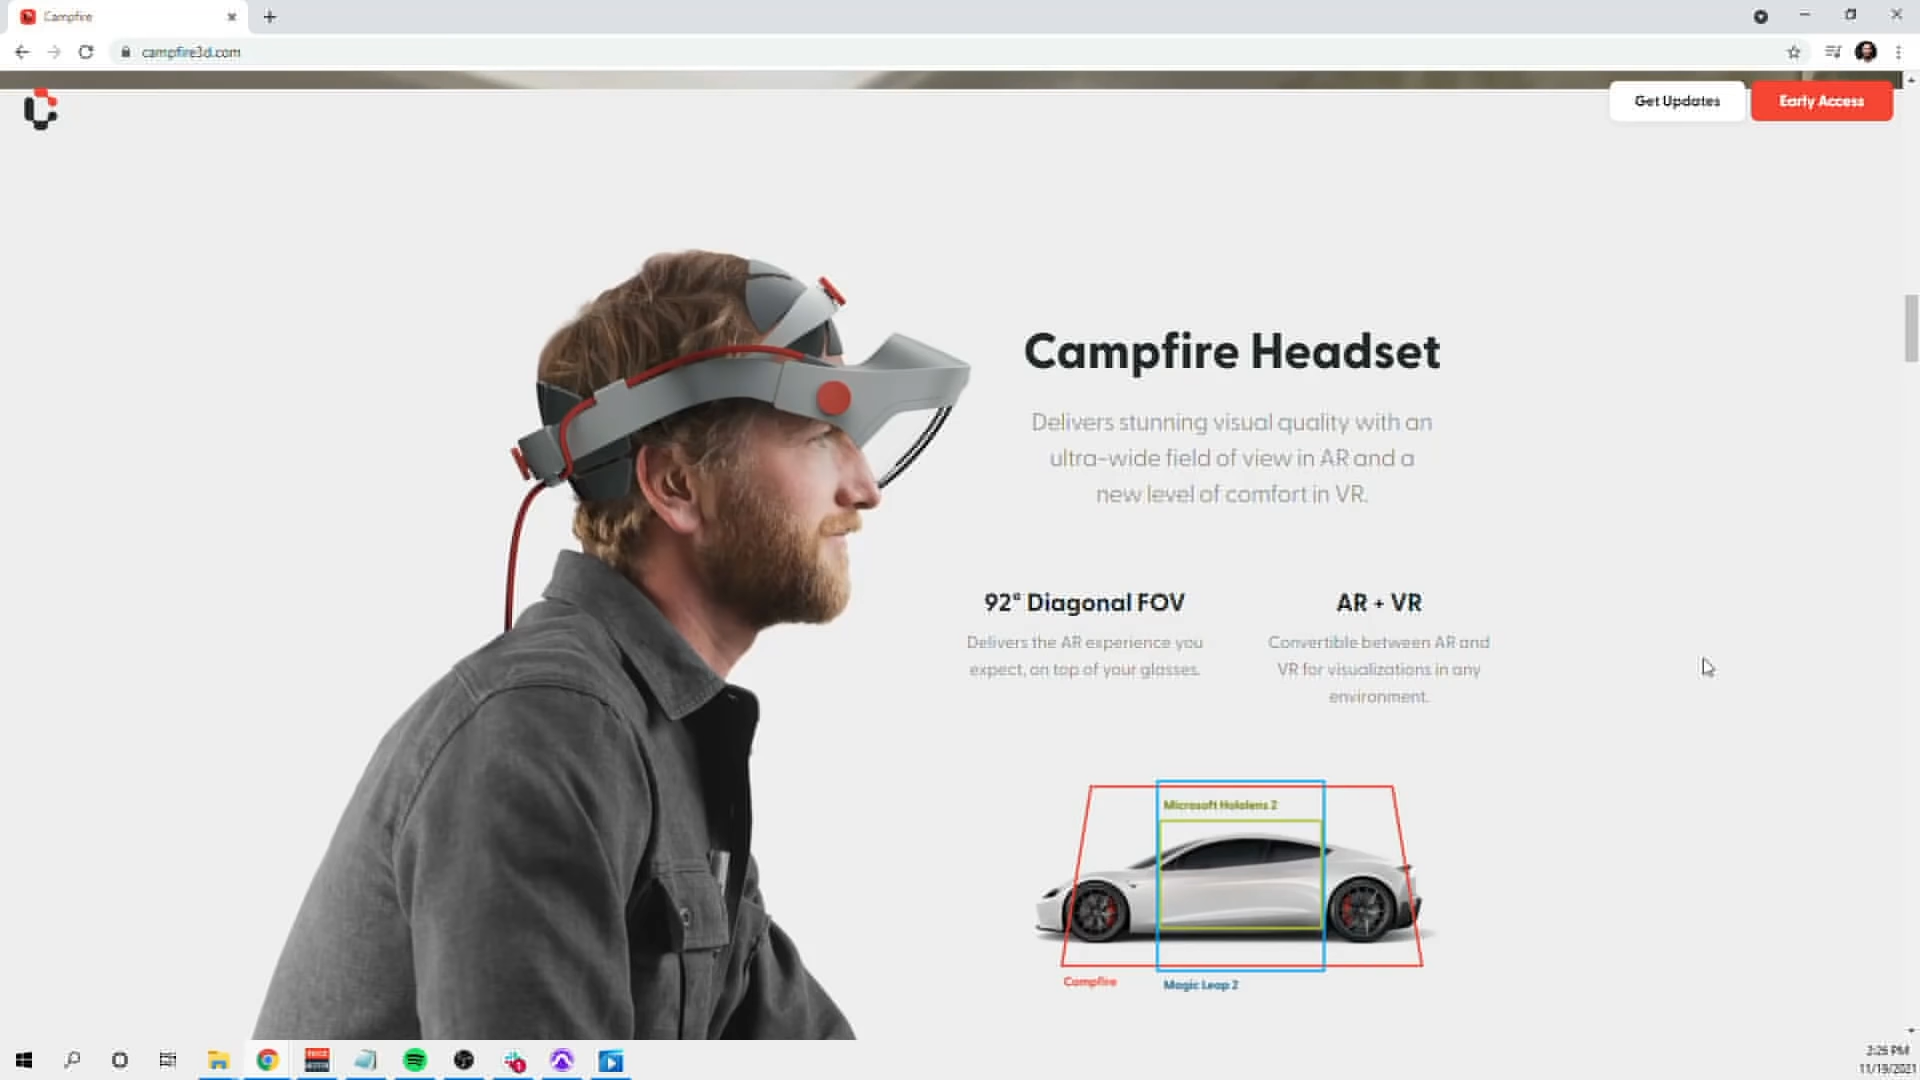 Campfire
campfire3d.com
Get Updates
Early Access
Campfire Headset
Delivers stunning visual quality with an
ultra-wide field of view in AR and a
new level of comfort in VR.
92° Diagonal FOV
Delivers the AR experience you
expect, on top of your glasses.
AR + VR
Convertible between AR and
VR for visualizations in any
environment.
Microsoft Hololens 2
Campfire
Magic Leap 2
2:26 PM
11/19/2021